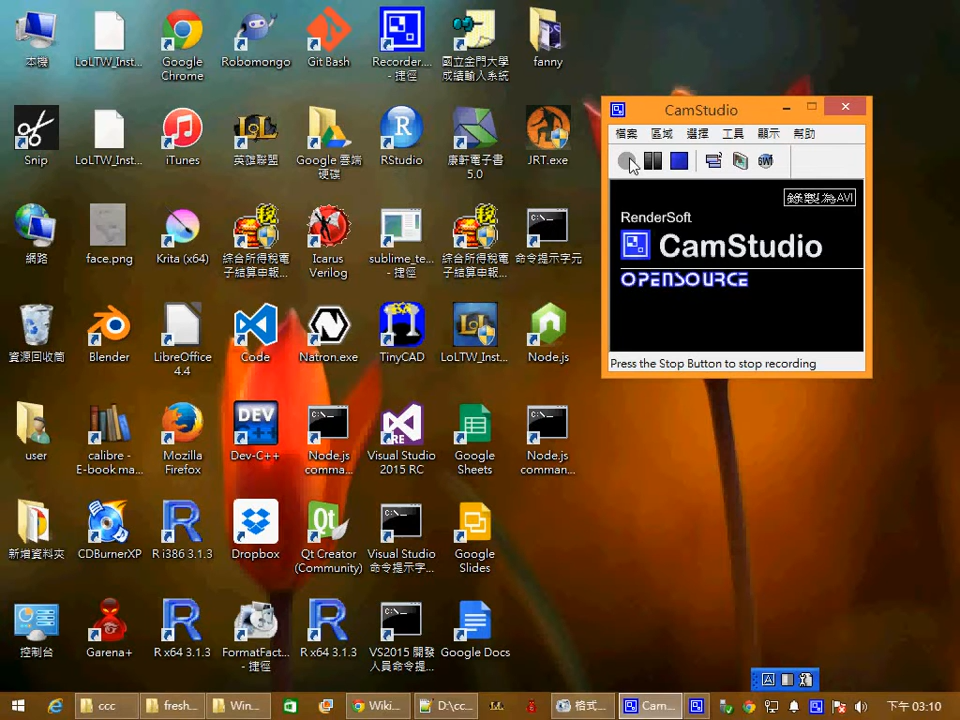 本機
LoLTW_Inst...
Google
Chrome
Robomongo
Git Bash
Recorder....
- 捷徑
國立金門大學
成績輸入系統
fanny
Snip
LoLTW_Inst...
iTunes
英雄聯盟
Google 雲端
硬碟
RStudio
康軒電子書
5.0
JRT.exe
網路
face.png
Krita (x64)
綜合所得稅電
子結算申報...
Icarus
Verilog
sublime_te...
- 捷徑
綜合所得稅電
子結算申報...
命令提示字元
資源回收筒
Blender
LibreOffice
4.4
Code
Natron.exe
TinyCAD
LoLTW_Inst...
Node.js
user
calibre -
E-book ma...
Mozilla
Firefox
DEV
Dev-C++
Node.js
comma...
Visual Studio
2015 RC
Google
Sheets
Node.js
comman...
新增資料夾
CDBurnerXP
R i386 3.1.3
Dropbox
Qt Creator
(Community)
Visual Studio
命令提示字...
Google
Slides
控制台
Garena+
R x64 3.1.3
FormatFact...
- 捷徑
R x64 3.1.3
VS2015 開發
人員命令提...
Google Docs
CamStudio
檔案 區域 選擇 工具 顯示 幫助
錄製為AVI
RenderSoft
CamStudio
OPENSOURCE
Press the Stop Button to stop recording
ccc
fresh...
Win...
Wiki...
D:\cc...
格式...
Cam...
下午 03:10